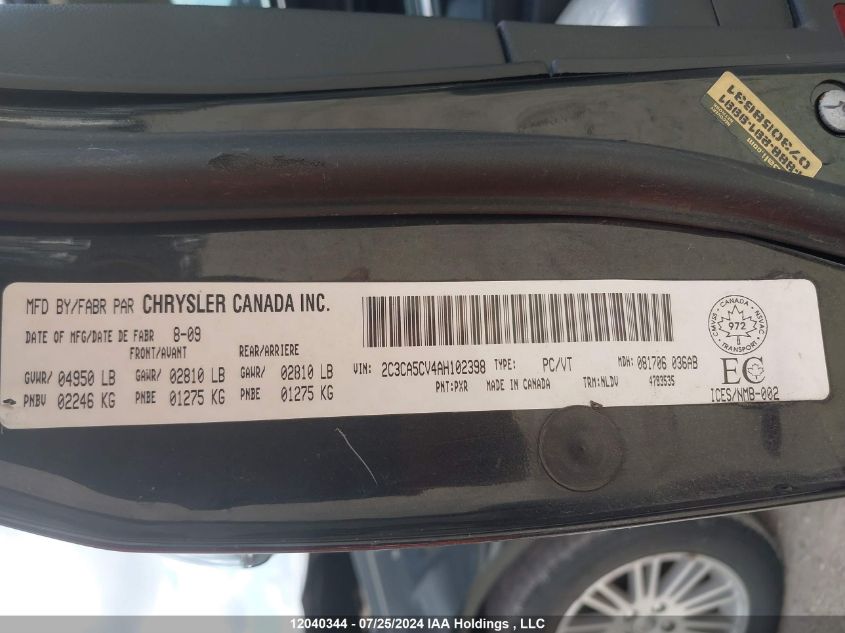 MFD BY/FABR PAR CHRYSLER CANADA INC.
DATE OF MFG/DATE DE FABR 8-09
FRONT/AVANT REAR/ARRIERE
GVWR/ 04950 LB GAWR/ 02810 LB GAWR/ 02810 LB
PNBV 02246 KG PNBE 01275 KG PNBE 01275 KG
VIN: 2C3CA5CV4AH102398 TYPE: PC/VT MDH: 081706 036AB
PNT:PXR MADE IN CANADA TRM:NLDV 4783535
CANADA
CMVSS NSVAC
972
TRANSPORT
EC
ICES/NMB-002
12040344 - 07/25/2024 IAA Holdings , LLC